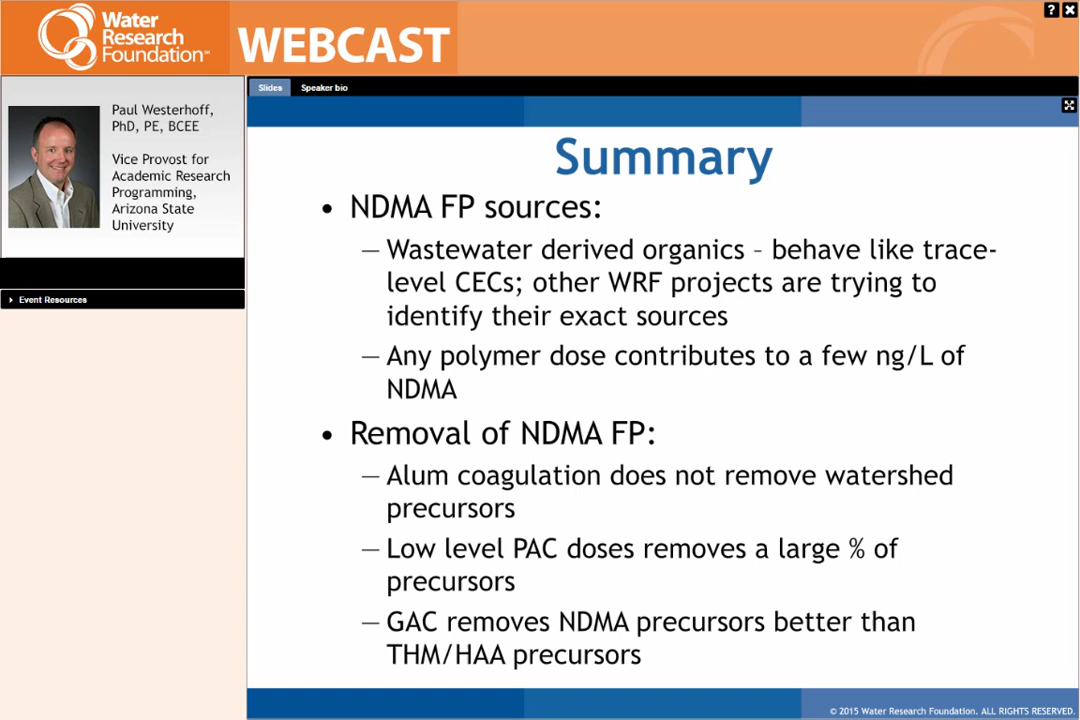 Water
Research
Foundation
WEBCAST
? ×
Paul Westerhoff,
PhD, PE, BCEE
Vice Provost for
Academic Research
Programming,
Arizona State
University
Event Resources
Slides Speaker bio
Summary
• NDMA FP sources:
– Wastewater derived organics – behave like trace-
level CECs; other WRF projects are trying to
identify their exact sources
– Any polymer dose contributes to a few ng/L of
NDMA
• Removal of NDMA FP:
– Alum coagulation does not remove watershed
precursors
– Low level PAC doses removes a large % of
precursors
– GAC removes NDMA precursors better than
THM/HAA precursors
© 2015 Water Research Foundation. ALL RIGHTS RESERVED.